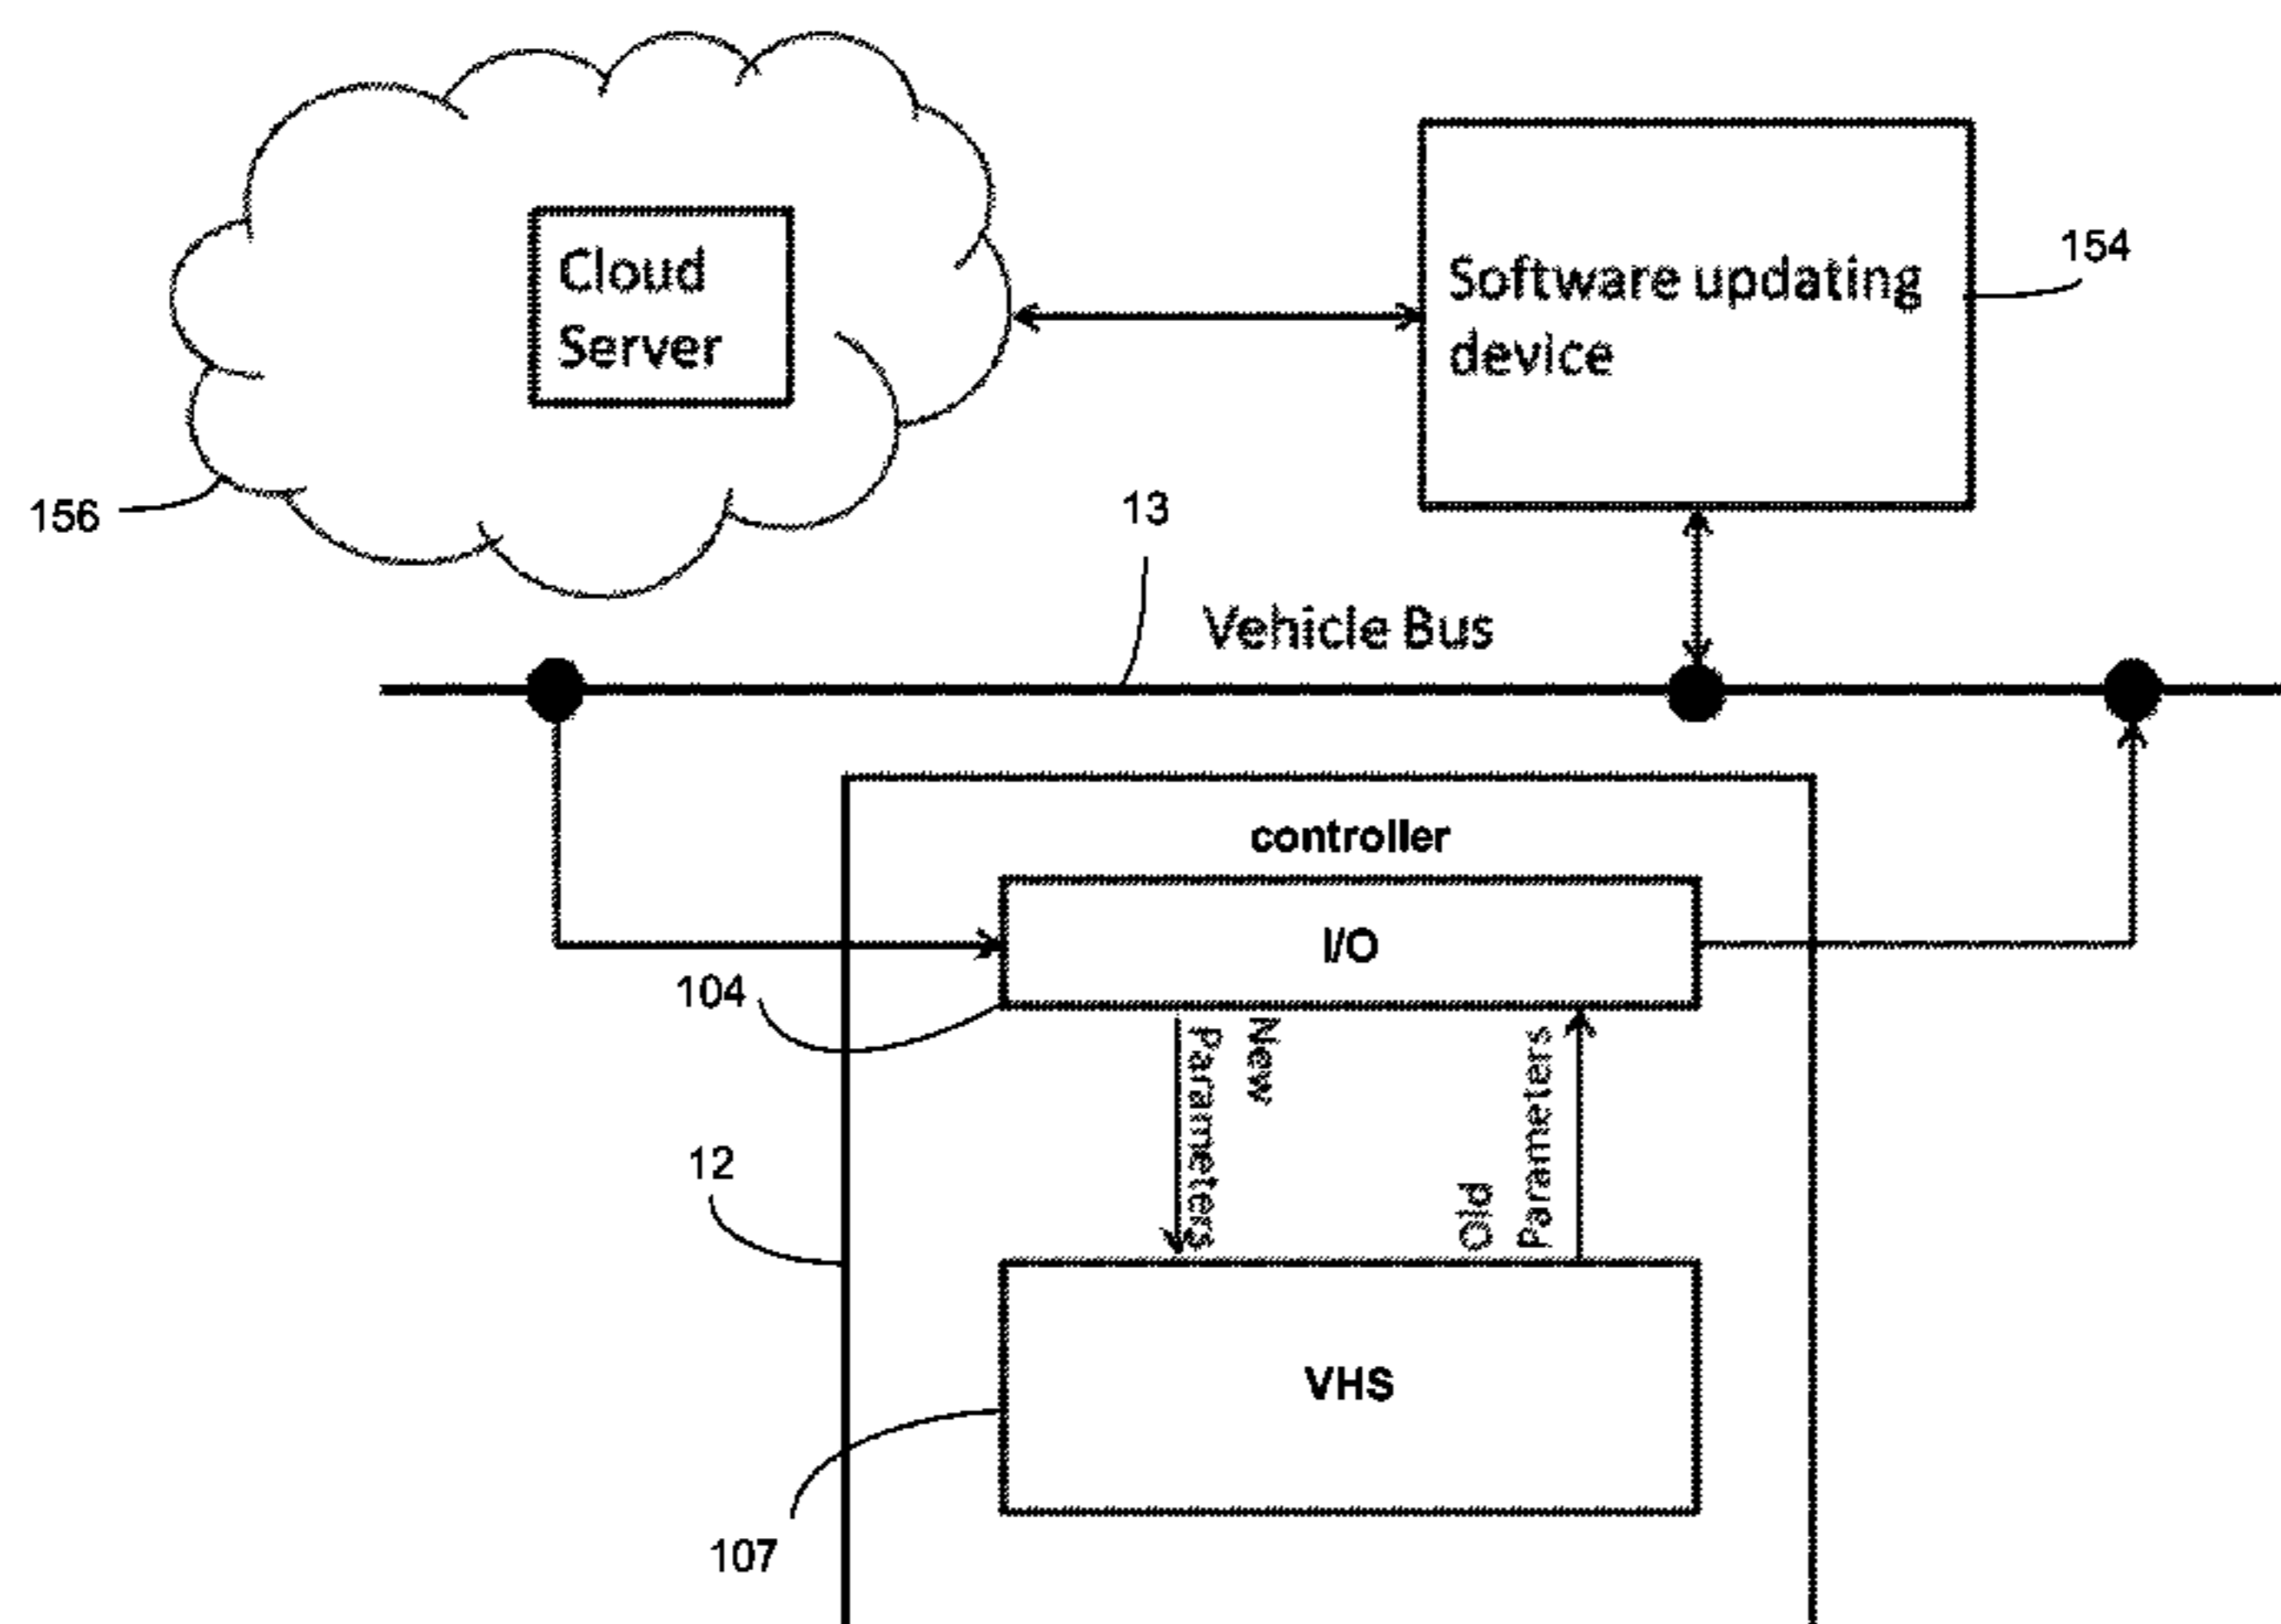 Cloud
Server
Software updating
device
154
156
13
Vehicle Bus
controller
I/O
104
New
Parameters
Old
Parameters
12
VHS
107